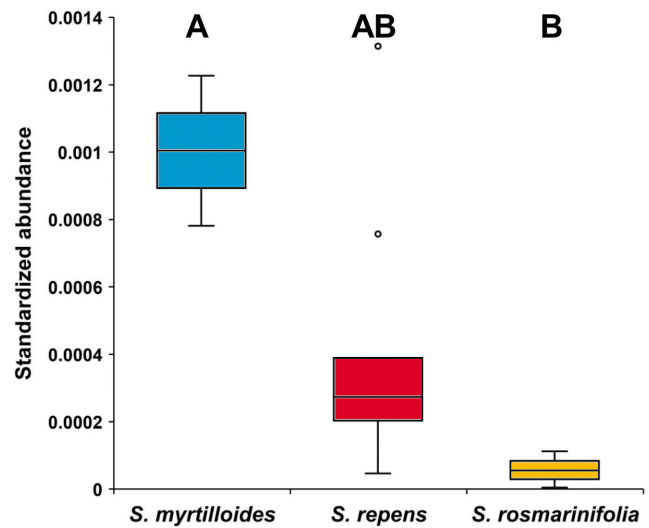 A AB B
0.0014
0.0012
0.001
0.0008
0.0006
0.0004
0.0002
0
Standardized abundance
S. myrtilloides S. repens S. rosmarinifolia